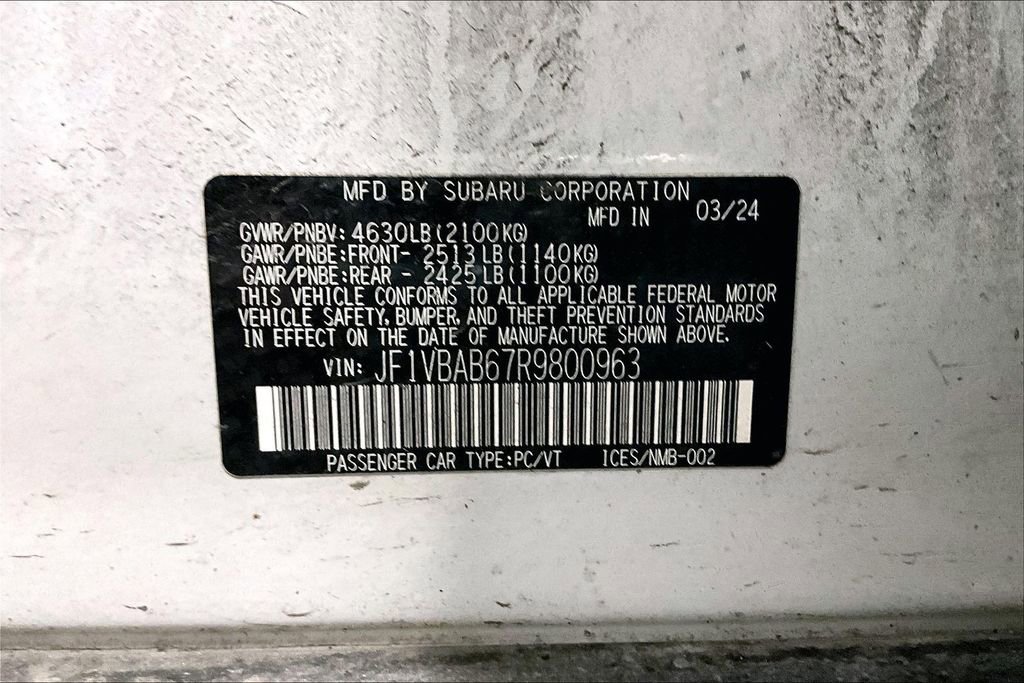 MFD BY SUBARU CORPORATION
MFD IN 03/24
GVWR/PNBV: 4630LB(2100KG)
GAWR/PNBE:FRONT- 2513LB(1140KG)
GAWR/PNBE:REAR - 2425LB(1100KG)
THIS VEHICLE CONFORMS TO ALL APPLICABLE FEDERAL MOTOR
VEHICLE SAFETY, BUMPER, AND THEFT PREVENTION STANDARDS
IN EFFECT ON THE DATE OF MANUFACTURE SHOWN ABOVE.
VIN: JF1VBAB67R9800963
PASSENGER CAR TYPE:PC/VT ICES/NMB-002